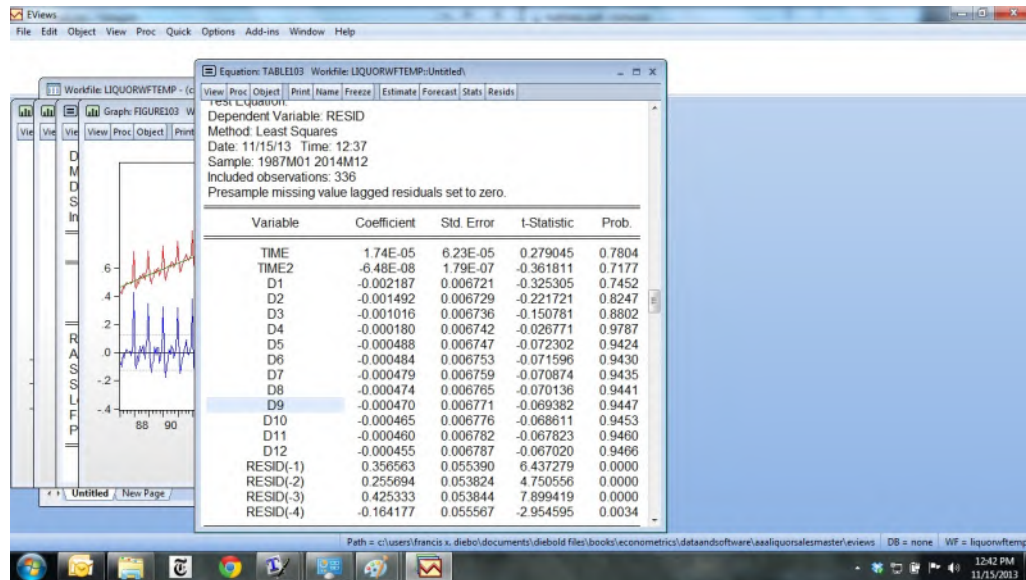 EViews
File Edit Object View Proc Quick Options Add-ins Window Help
Workfile: LIQUORWFTEMP - (c
Vie Vie Vie
Graph: FIGURE103 W
View Proc Object Print
D
M
D
S
In
R
A
S
S
L
F
P
.6
.4
.2
.0
-.2
-.4
88 90
Untitled New Page
Equation: TABLE103 Workfile: LIQUORWFTEMP::Untitled\
View Proc Object Print Name Freeze Estimate Forecast Stats Resids
Test Equation:
Dependent Variable: RESID
Method: Least Squares
Date: 11/15/13 Time: 12:37
Sample: 1987M01 2014M12
Included observations: 336
Presample missing value lagged residuals set to zero.
Variable Coefficient Std. Error t-Statistic Prob.
TIME 1.74E-05 6.23E-05 0.279045 0.7804
TIME2 -6.48E-08 1.79E-07 -0.361811 0.7177
D1 -0.002187 0.006721 -0.325305 0.7452
D2 -0.001492 0.006729 -0.221721 0.8247
D3 -0.001016 0.006736 -0.150781 0.8802
D4 -0.000180 0.006742 -0.026771 0.9787
D5 -0.000488 0.006747 -0.072302 0.9424
D6 -0.000484 0.006753 -0.071596 0.9430
D7 -0.000479 0.006759 -0.070874 0.9435
D8 -0.000474 0.006765 -0.070136 0.9441
D9 -0.000470 0.006771 -0.069382 0.9447
D10 -0.000465 0.006776 -0.068611 0.9453
D11 -0.000460 0.006782 -0.067823 0.9460
D12 -0.000455 0.006787 -0.067020 0.9466
RESID(-1) 0.356563 0.055390 6.437279 0.0000
RESID(-2) 0.255694 0.053824 4.750556 0.0000
RESID(-3) 0.425333 0.053844 7.899419 0.0000
RESID(-4) -0.164177 0.055567 -2.954595 0.0034
Path = c:\users\francis x. diebo\documents\diebold files\books\econometrics\dataandsoftware\aaaliquorsalesmaster\eviews DB = none WF = liquorwftemp
12:42 PM
11/15/2013